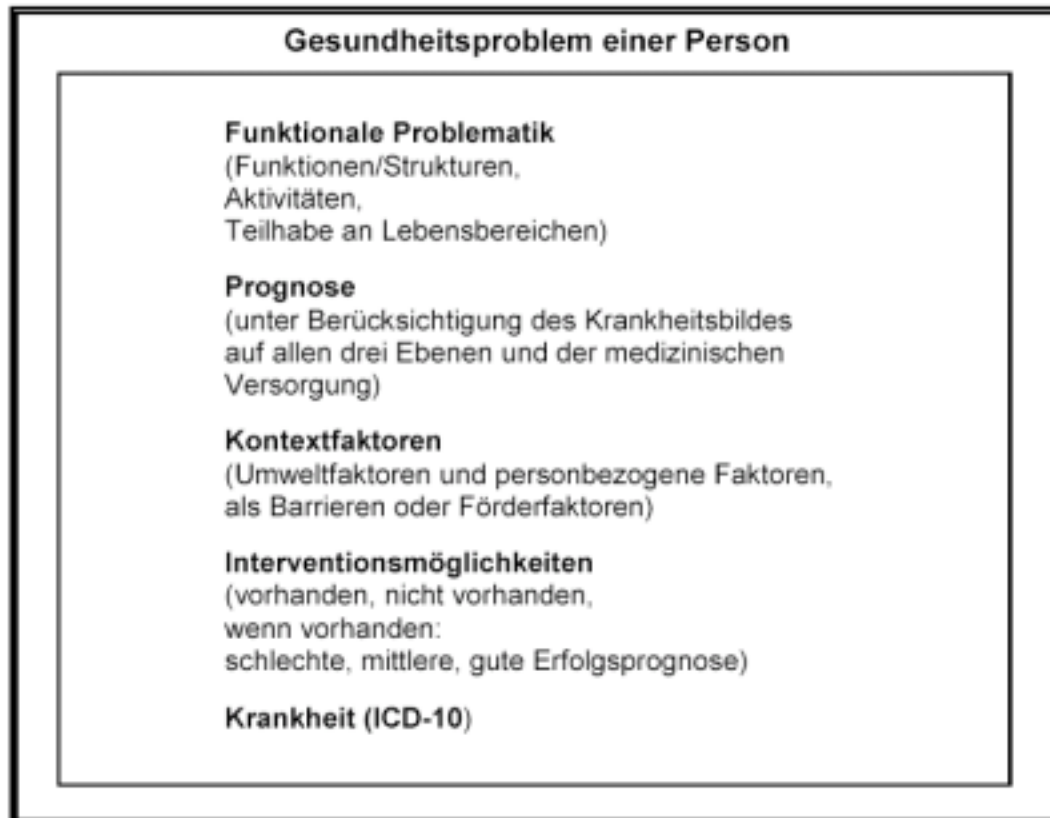 Gesundheitsproblem einer Person
Funktionale Problematik
(Funktionen/Strukturen,
Aktivitäten,
Teilhabe an Lebensbereichen)
Prognose
(unter Berücksichtigung des Krankheitsbildes
auf allen drei Ebenen und der medizinischen
Versorgung)
Kontextfaktoren
(Umweltfaktoren und personbezogene Faktoren,
als Barrieren oder Förderfaktoren)
Interventionsmöglichkeiten
(vorhanden, nicht vorhanden,
wenn vorhanden:
schlechte, mittlere, gute Erfolgsprognose)
Krankheit (ICD-10)